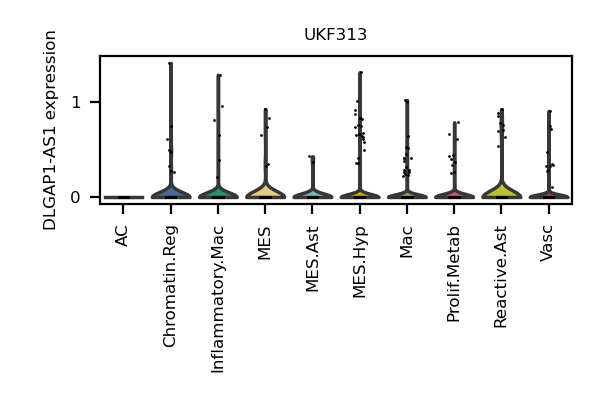 UKF313
DLGAP1-AS1 expression
1
0
AC
Chromatin.Reg
Inflammatory.Mac
MES
MES.Ast
MES.Hyp
Mac
Prolif.Metab
Reactive.Ast
Vasc